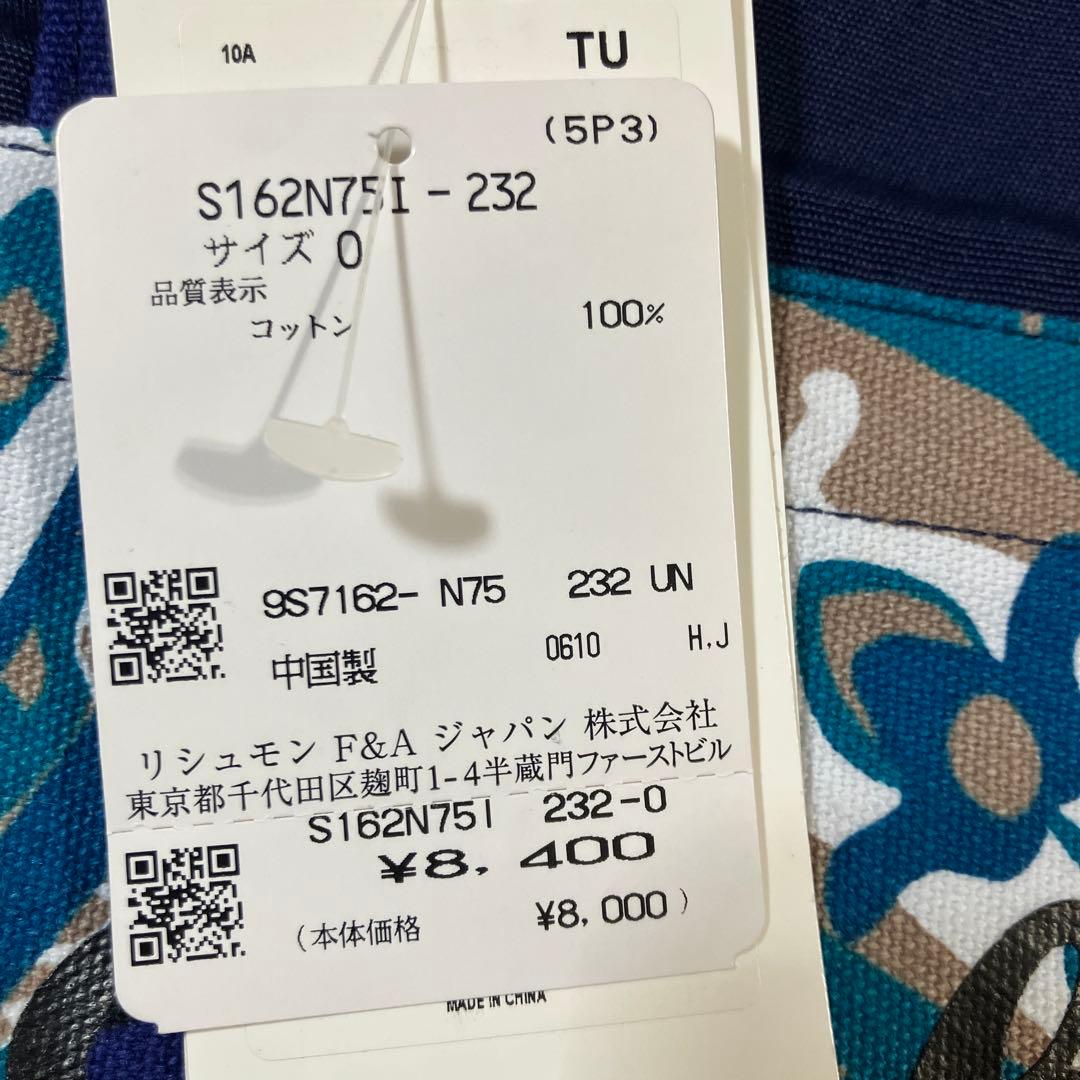 10A
TU
(5P3)
S162N75I-232
サイズ 0
品質表示
コットン 100%
9S7162- N75 232 UN
中国製 0610 H,J
リシュモン F&A ジャパン 株式会社
東京都千代田区麹町1-4半蔵門ファーストビル
S162N75I 232-0
¥8,400
(本体価格 ¥8,000)
MADE IN CHINA